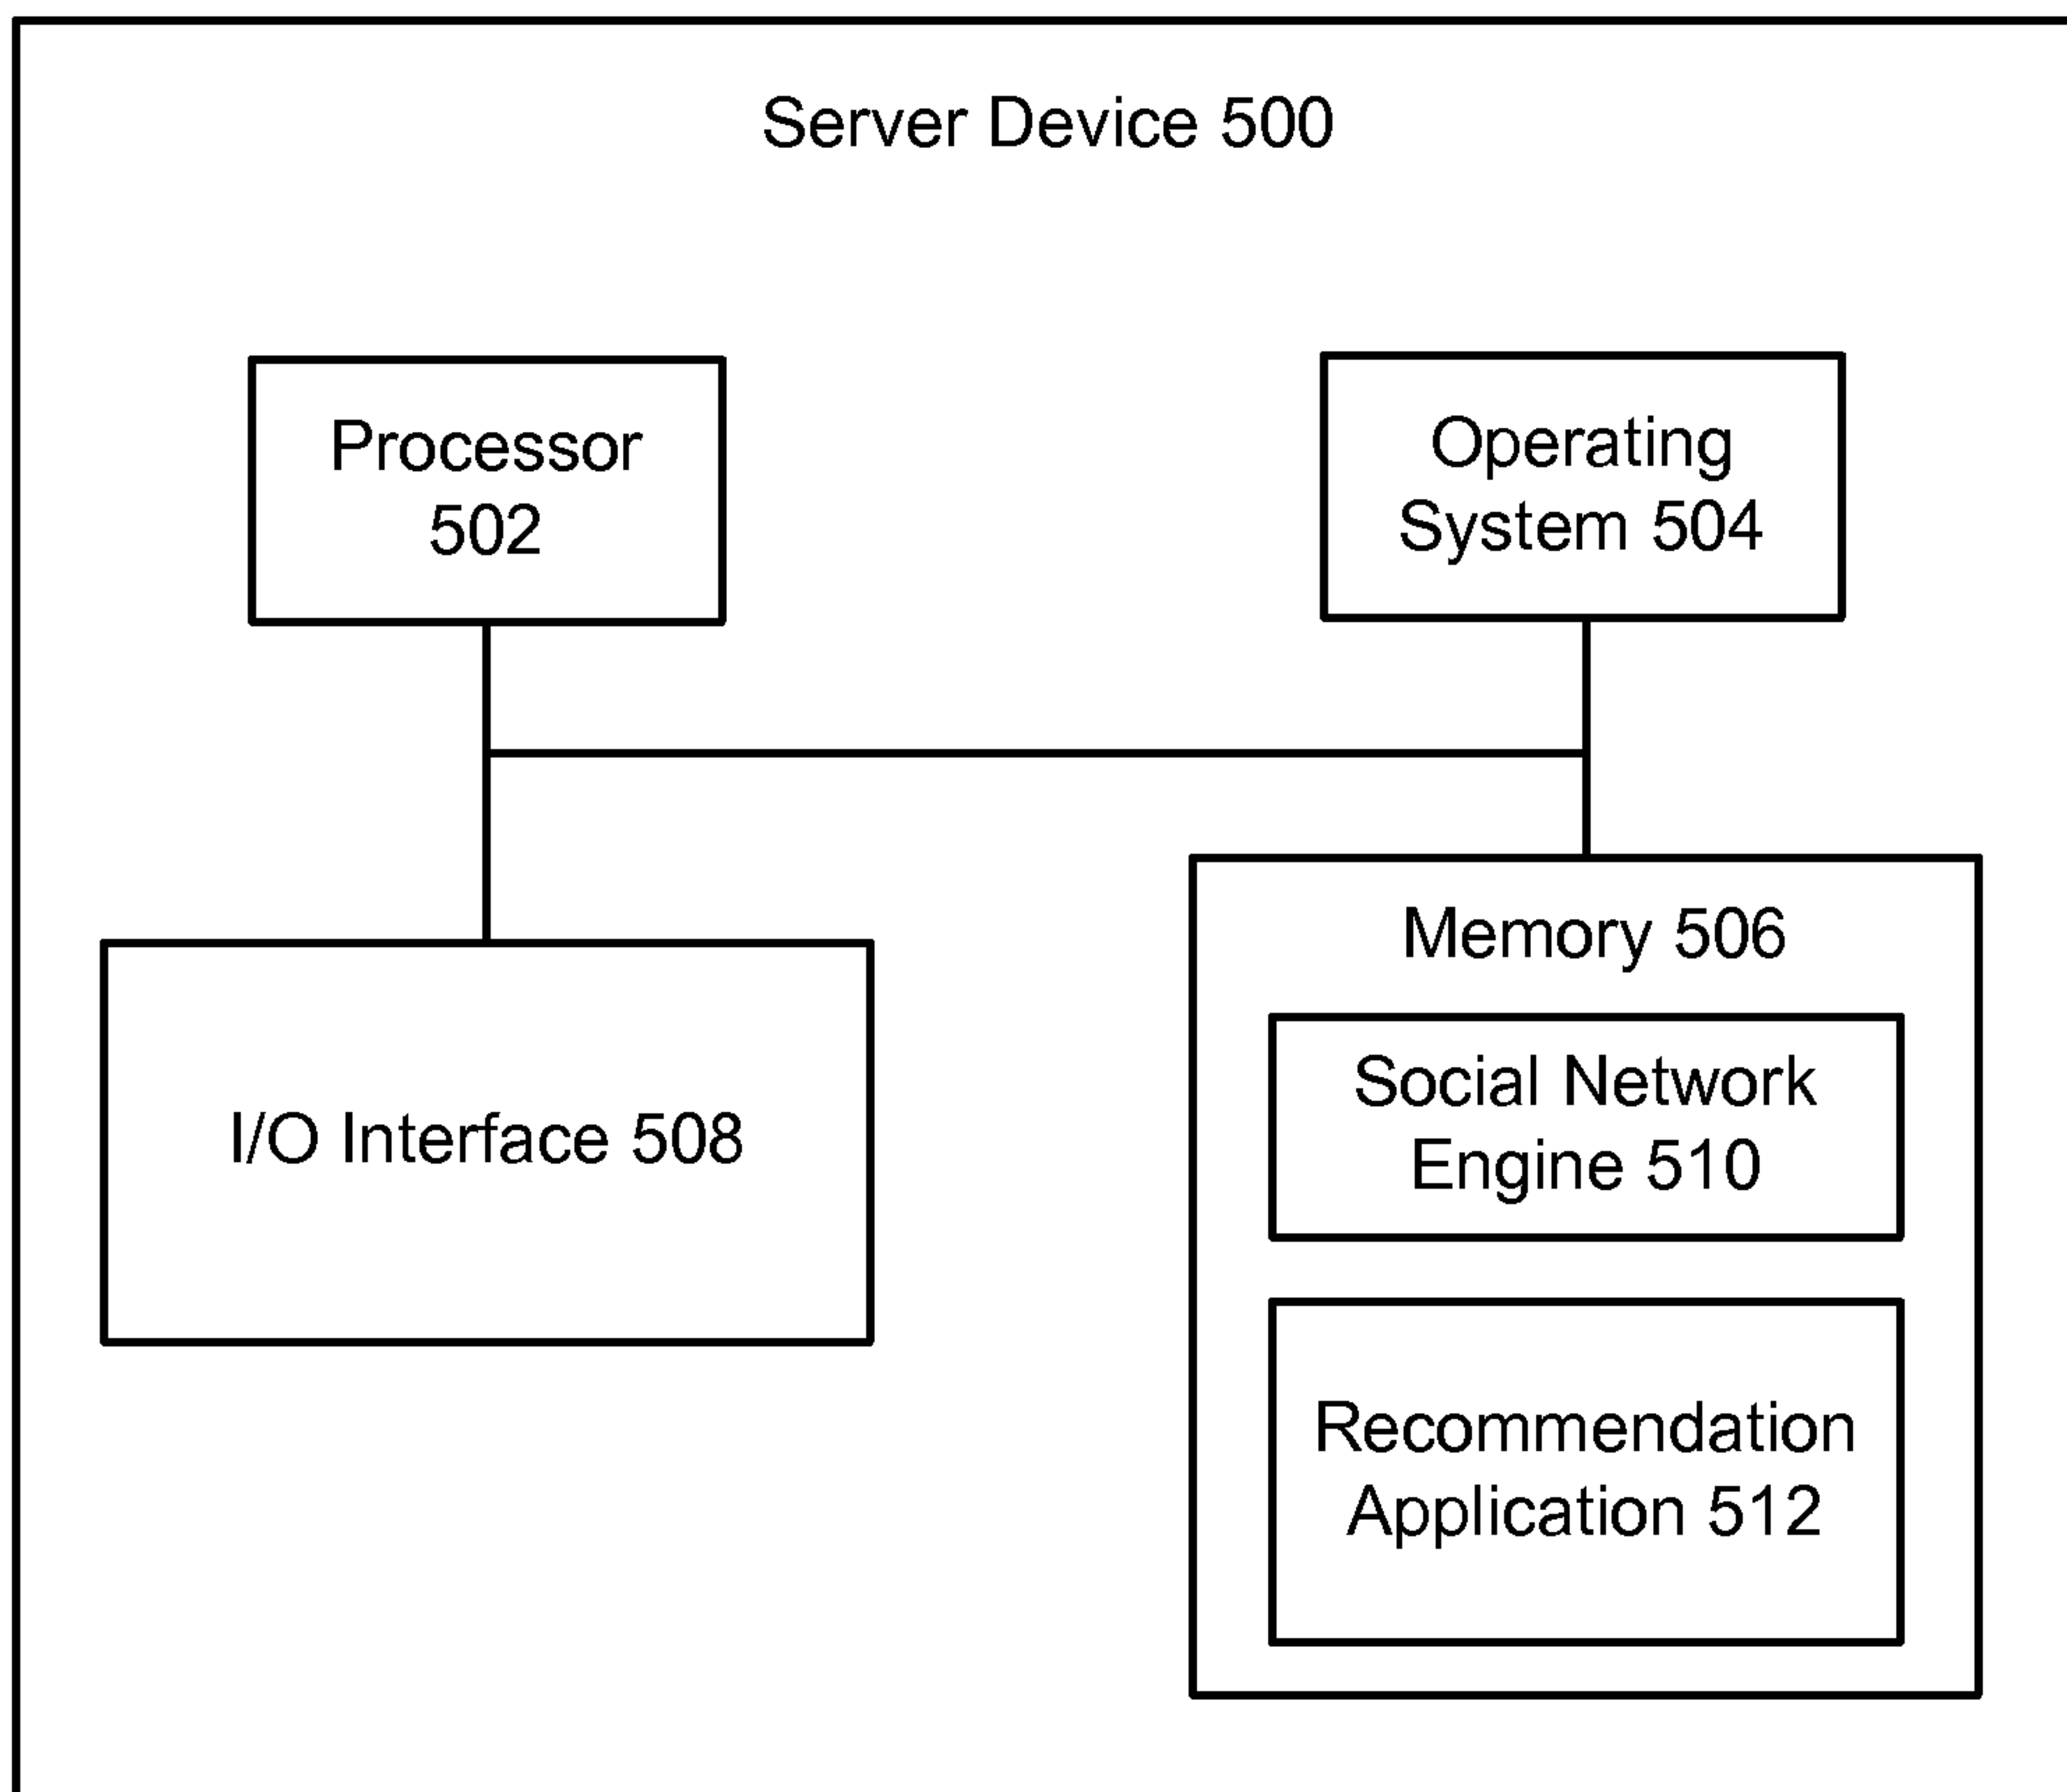 Server Device 500
Processor
502
Operating
System 504
I/O Interface 508
Memory 506
Social Network
Engine 510
Recommendation
Application 512